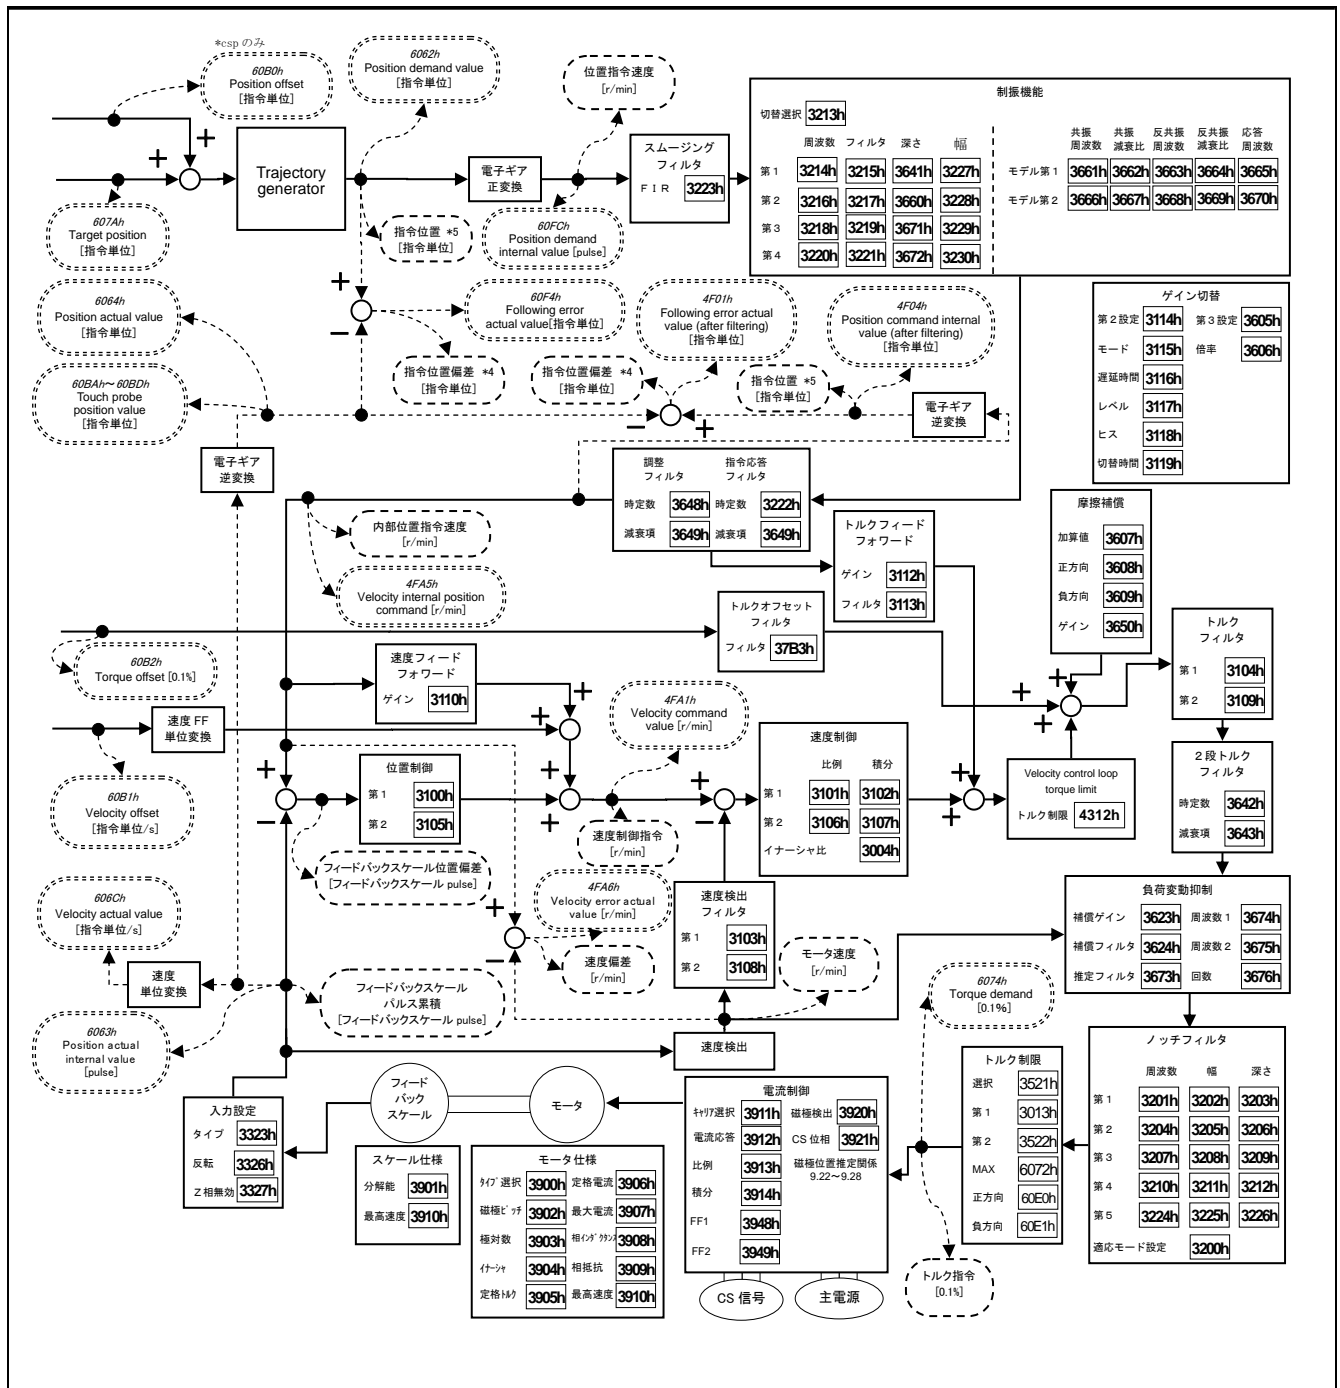 *csp のみ
60B0h
Position offset
[指令単位]
6062h
Position demand value
[指令単位]
位置指令速度
[r/min]
Trajectory
generator
電子ギア
正変換
スムージング
フィルタ
ＦＩＲ 3223h
制振機能
切替選択 3213h
周波数 フィルタ 深さ 幅
第１ 3214h 3215h 3641h 3227h
第２ 3216h 3217h 3660h 3228h
第３ 3218h 3219h 3671h 3229h
第４ 3220h 3221h 3672h 3230h
共振 共振 反共振 反共振 応答
周波数 減衰比 周波数 減衰比 周波数
モデル第１ 3661h 3662h 3663h 3664h 3665h
モデル第２ 3666h 3667h 3668h 3669h 3670h
607Ah
Target position
[指令単位]
指令位置 *5
[指令単位]
60FCh
Position demand
internal value [pulse]
6064h
Position actual value
[指令単位]
60F4h
Following error
actual value[指令単位]
4F01h
Following error actual
value (after filtering)
[指令単位]
4F04h
Position command internal
value (after filtering)
[指令単位]
ゲイン切替
第２設定 3114h 第３設定 3605h
モード 3115h 倍率 3606h
遅延時間 3116h
レベル 3117h
ヒス 3118h
切替時間 3119h
60BAh～60BDh
Touch probe
position value
[指令単位]
指令位置偏差 *4
[指令単位]
指令位置偏差 *4
[指令単位]
指令位置 *5
[指令単位]
電子ギア
逆変換
電子ギア
逆変換
調整 指令応答
フィルタ フィルタ
時定数 3648h 時定数 3222h
減衰項 3649h 減衰項 3649h
内部位置指令速度
[r/min]
4FA5h
Velocity internal position
command [r/min]
トルクフィード
フォワード
ゲイン 3112h
フィルタ 3113h
摩擦補償
加算値 3607h
正方向 3608h
負方向 3609h
ゲイン 3650h
トルクオフセット
フィルタ
フィルタ 37B3h
60B2h
Torque offset [0.1%]
速度フィード
フォワード
ゲイン 3110h
トルク
フィルタ
第１ 3104h
第２ 3109h
速度 FF
単位変換
4FA1h
Velocity command
value [r/min]
速度制御
比例 積分
第１ 3101h 3102h
第２ 3106h 3107h
イナーシャ比 3004h
60B1h
Velocity offset
[指令単位/s]
位置制御
第１ 3100h
第２ 3105h
Velocity control loop
torque limit
トルク制限 4312h
２段トルク
フィルタ
時定数 3642h
減衰項 3643h
速度制御指令
[r/min]
フィードバックスケール位置偏差
[フィードバックスケール pulse]
4FA6h
Velocity error actual
value [r/min]
速度検出
フィルタ
第１ 3103h
第２ 3108h
負荷変動抑制
補償ゲイン 3623h 周波数１ 3674h
補償フィルタ 3624h 周波数２ 3675h
推定フィルタ 3673h 回数 3676h
606Ch
Velocity actual value
[指令単位/s]
速度
単位変換
速度偏差
[r/min]
モータ速度
[r/min]
フィードバックスケール
パルス累積
[フィードバックスケール pulse]
6074h
Torque demand
[0.1%]
6063h
Position actual
internal value
[pulse]
速度検出
ノッチフィルタ
周波数 幅 深さ
第１ 3201h 3202h 3203h
第２ 3204h 3205h 3206h
第３ 3207h 3208h 3209h
第４ 3210h 3211h 3212h
第５ 3224h 3225h 3226h
適応モード設定 3200h
トルク制限
選択 3521h
第１ 3013h
第２ 3522h
MAX 6072h
正方向 60E0h
負方向 60E1h
入力設定
タイプ 3323h
反転 3326h
Ｚ相無効 3327h
フィード
バック
スケール
モータ
電流制御
ｷｬﾘｱ選択 3911h 磁極検出 3920h
電流応答 3912h CS 位相 3921h
比例 3913h 磁極位置推定関係
9.22～9.28
積分 3914h
FF1 3948h
FF2 3949h
スケール仕様
分解能 3901h
最高速度 3910h
モータ仕様
ﾀｲﾌﾟ選択 3900h 定格電流 3906h
磁極ﾋﾟｯﾁ 3902h 最大電流 3907h
極対数 3903h 相ｲﾝﾀﾞｸﾀﾝｽ 3908h
ｲﾅｰｼｬ 3904h 相抵抗 3909h
定格ﾄﾙｸ 3905h 最高速度 3910h
CS 信号
主電源
トルク指令
[0.1%]